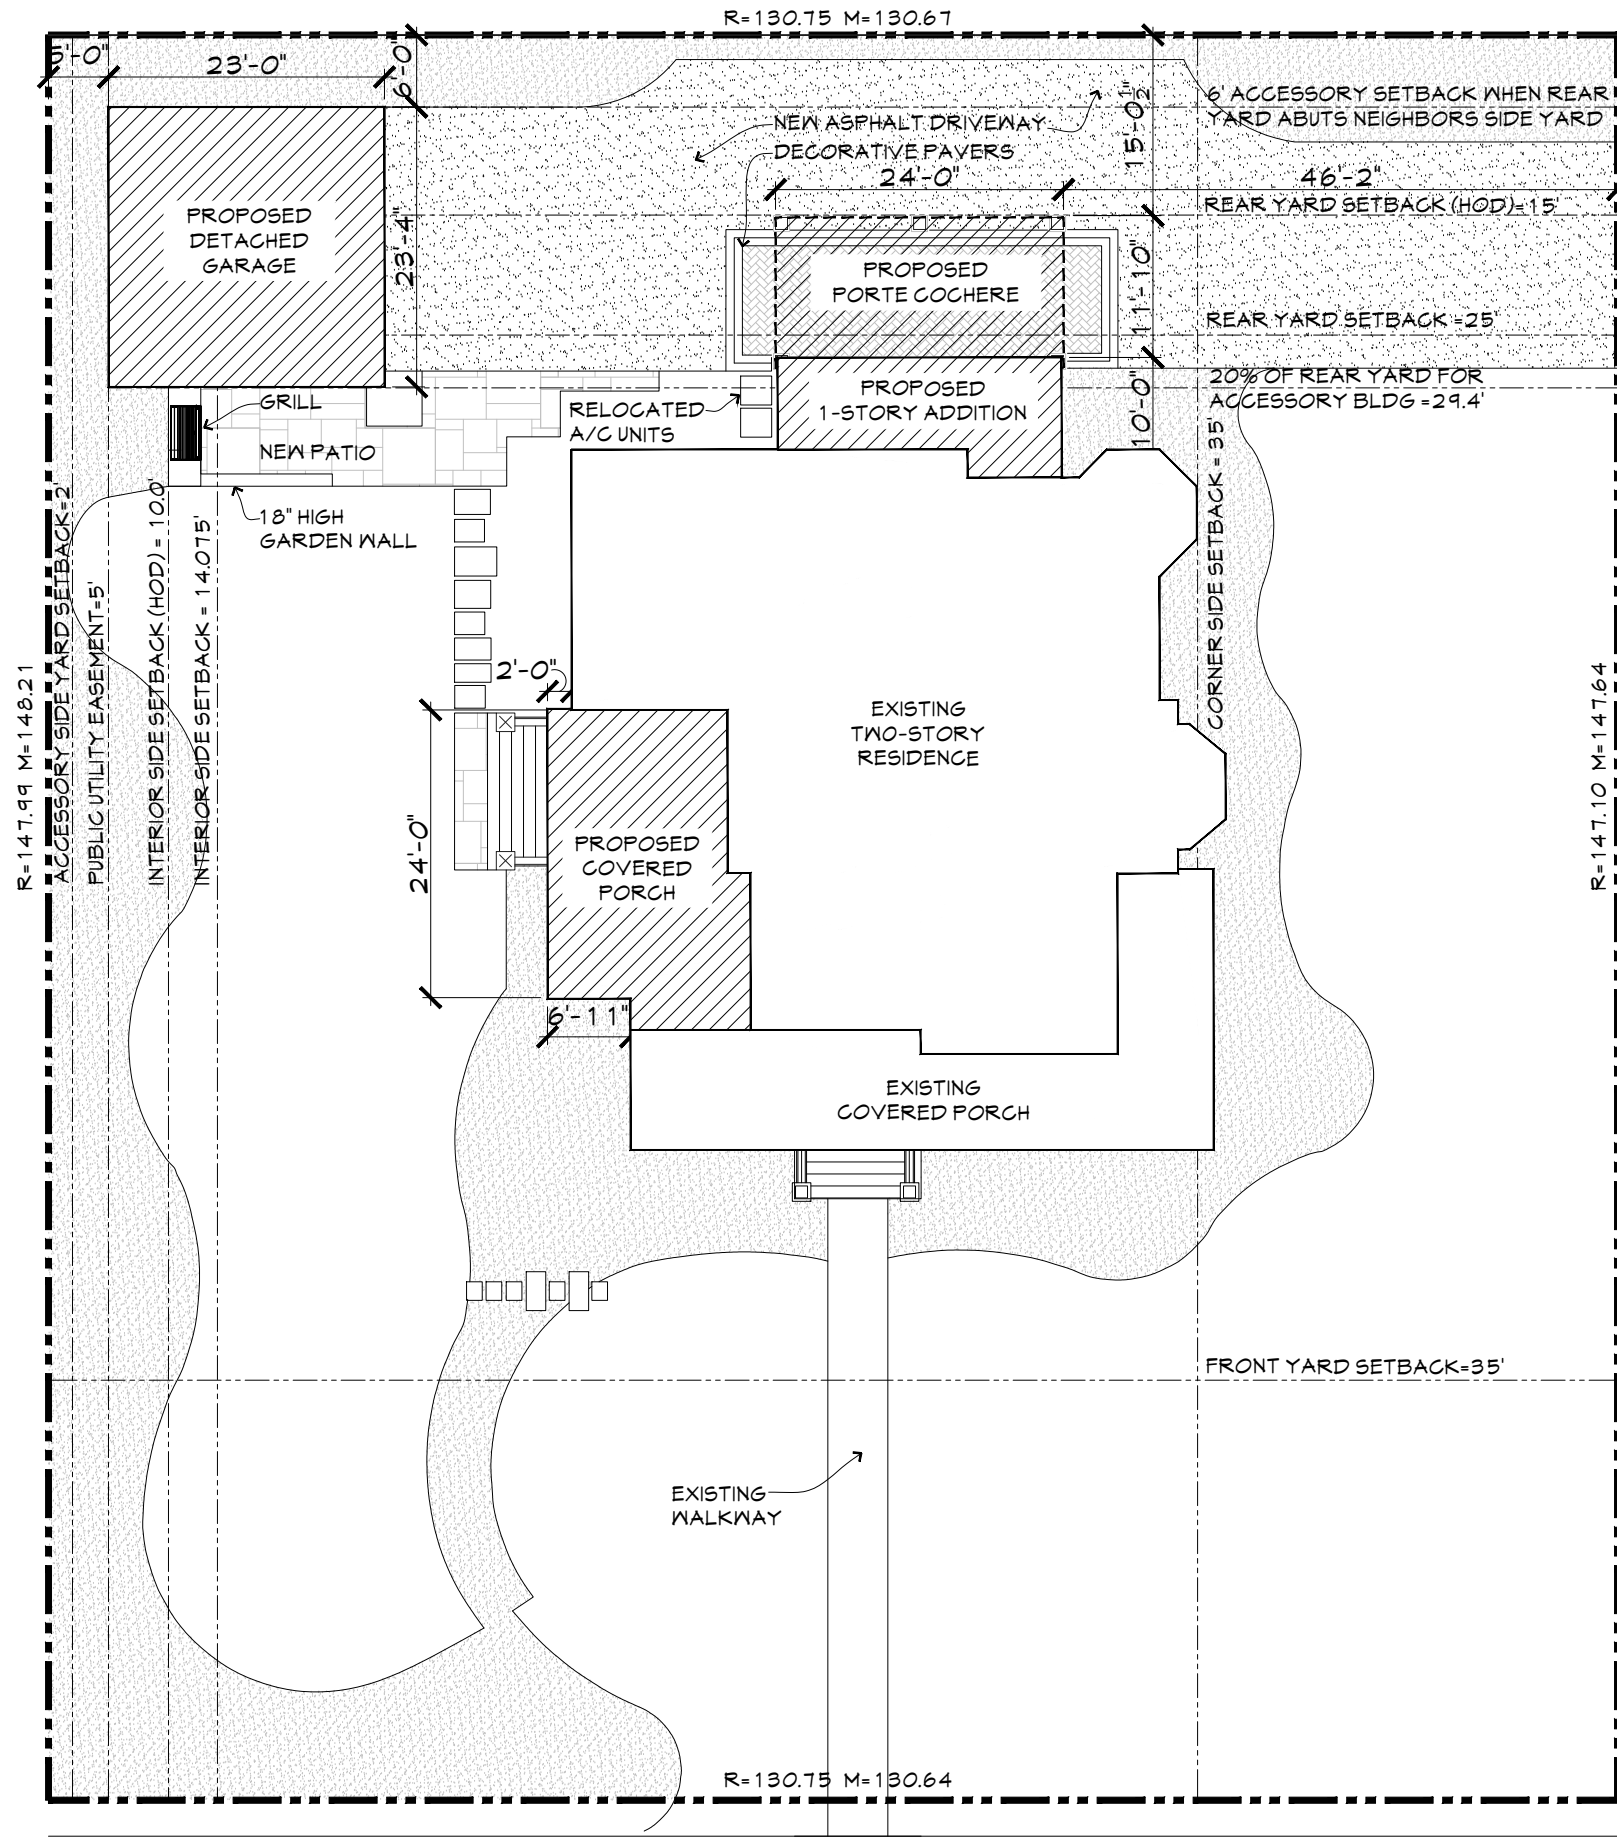 R=130.75 M=130.67
5'-0"
23'-0"
6'-0"
15'-0½"
6' ACCESSORY SETBACK WHEN REAR
YARD ABUTS NEIGHBORS SIDE YARD
NEW ASPHALT DRIVEWAY
DECORATIVE PAVERS
24'-0"
46'-2"
REAR YARD SETBACK (HOD)=15'
PROPOSED
DETACHED
GARAGE
23'-4"
PROPOSED
PORTE COCHERE
11'-10"
REAR YARD SETBACK =25'
20% OF REAR YARD FOR
ACCESSORY BLDG =29.4'
PROPOSED
1-STORY ADDITION
10'-0"
GRILL
RELOCATED
A/C UNITS
NEW PATIO
18" HIGH
GARDEN WALL
R=147.99 M=148.21
ACCESSORY SIDE YARD SETBACK=2'
PUBLIC UTILITY EASEMENT=5'
INTERIOR SIDE SETBACK (HOD) = 10.0'
INTERIOR SIDE SETBACK = 14.075'
CORNER SIDE SETBACK = 35'
R=147.10 M=147.64
2'-0"
EXISTING
TWO-STORY
RESIDENCE
24'-0"
PROPOSED
COVERED
PORCH
6'-11"
EXISTING
COVERED PORCH
FRONT YARD SETBACK=35'
EXISTING
WALKWAY
R=130.75 M=130.64